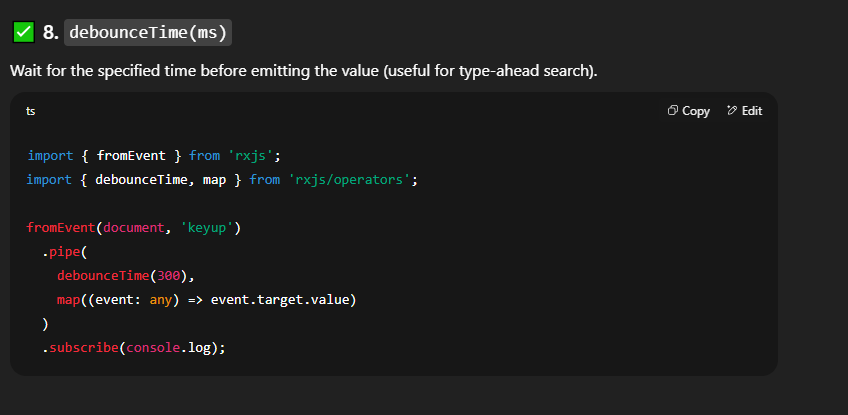 ✅ 8. debounceTime(ms)
Wait for the specified time before emitting the value (useful for type-ahead search).
ts Copy Edit
import { fromEvent } from 'rxjs';
import { debounceTime, map } from 'rxjs/operators';
fromEvent(document, 'keyup')
  .pipe(
    debounceTime(300),
    map((event: any) => event.target.value)
  )
  .subscribe(console.log);